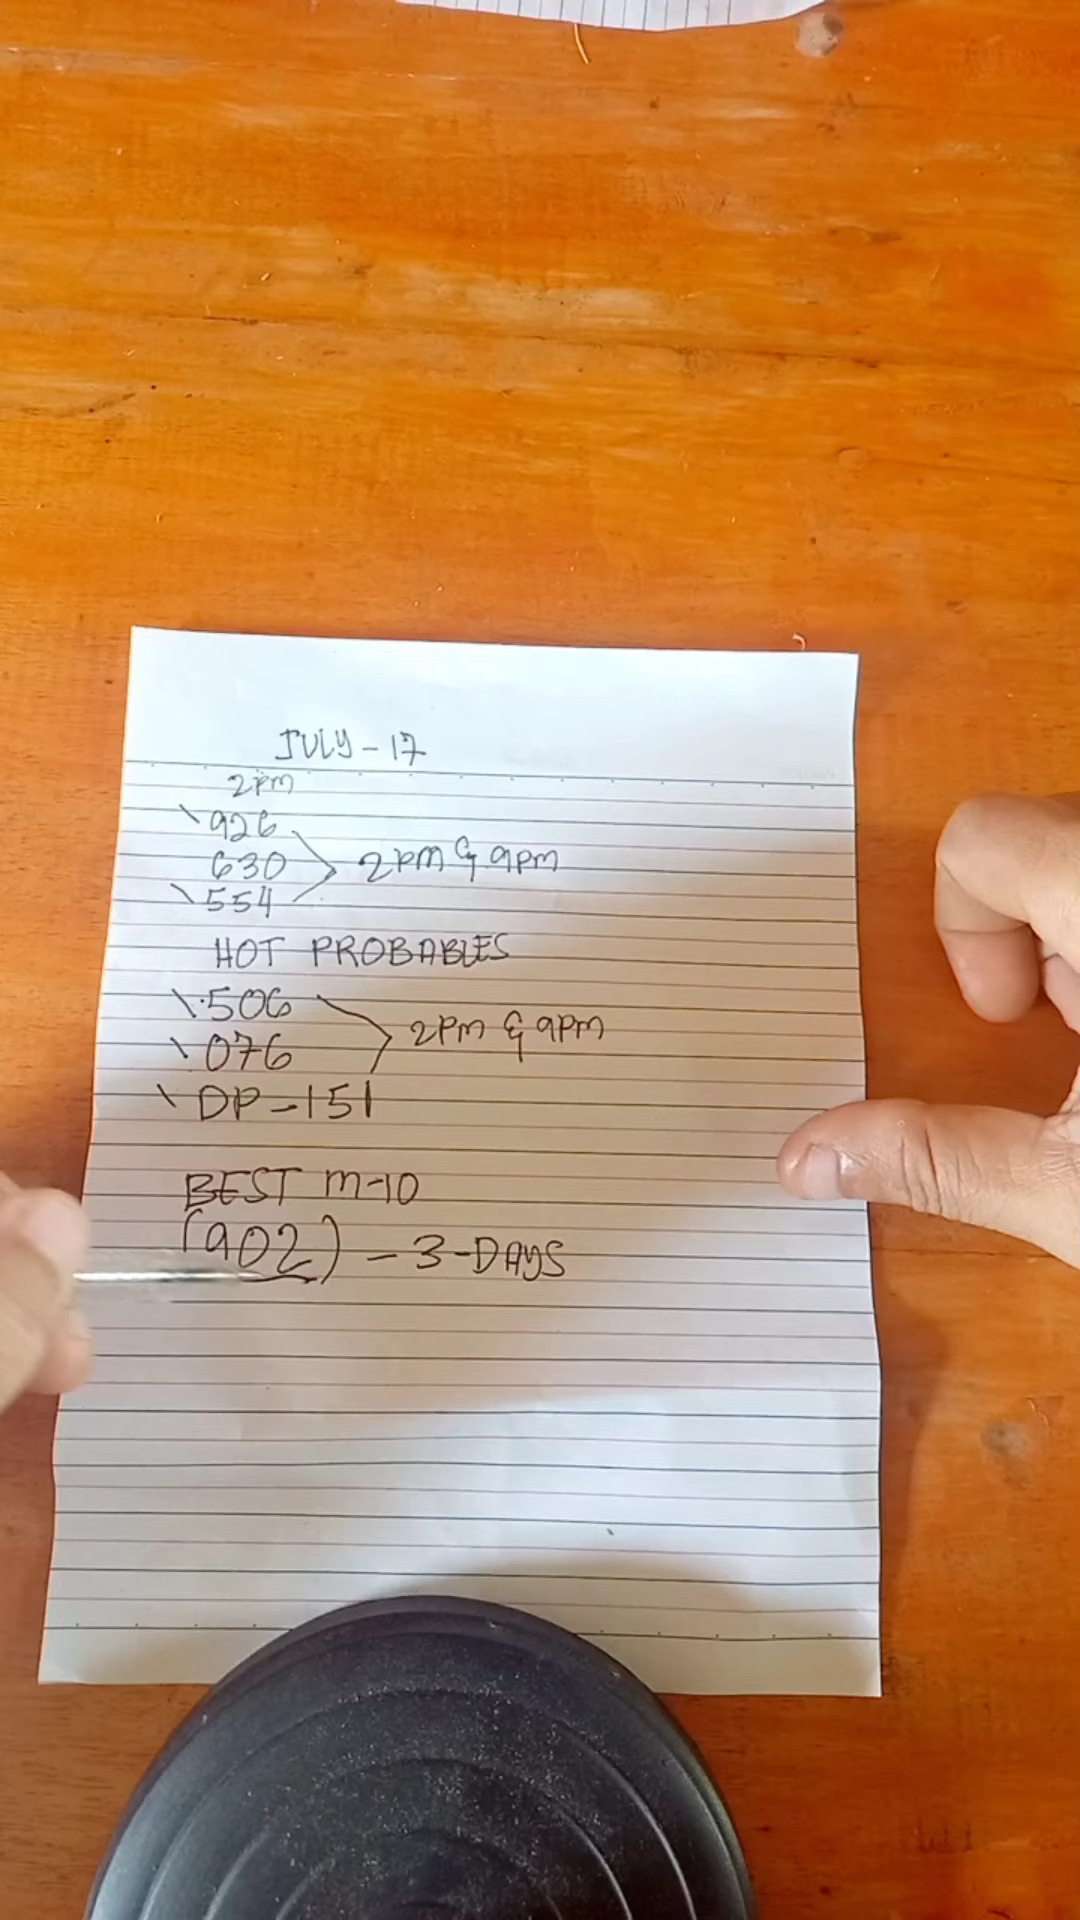 JULY - 17
2pm
\ 926
630 > 2pm & 9pm
\ 554
HOT PROBABLES
\ 506
\ 076 > 2pm & 9pm
\ DP - 151
BEST m-10
(902) - 3-DAYS